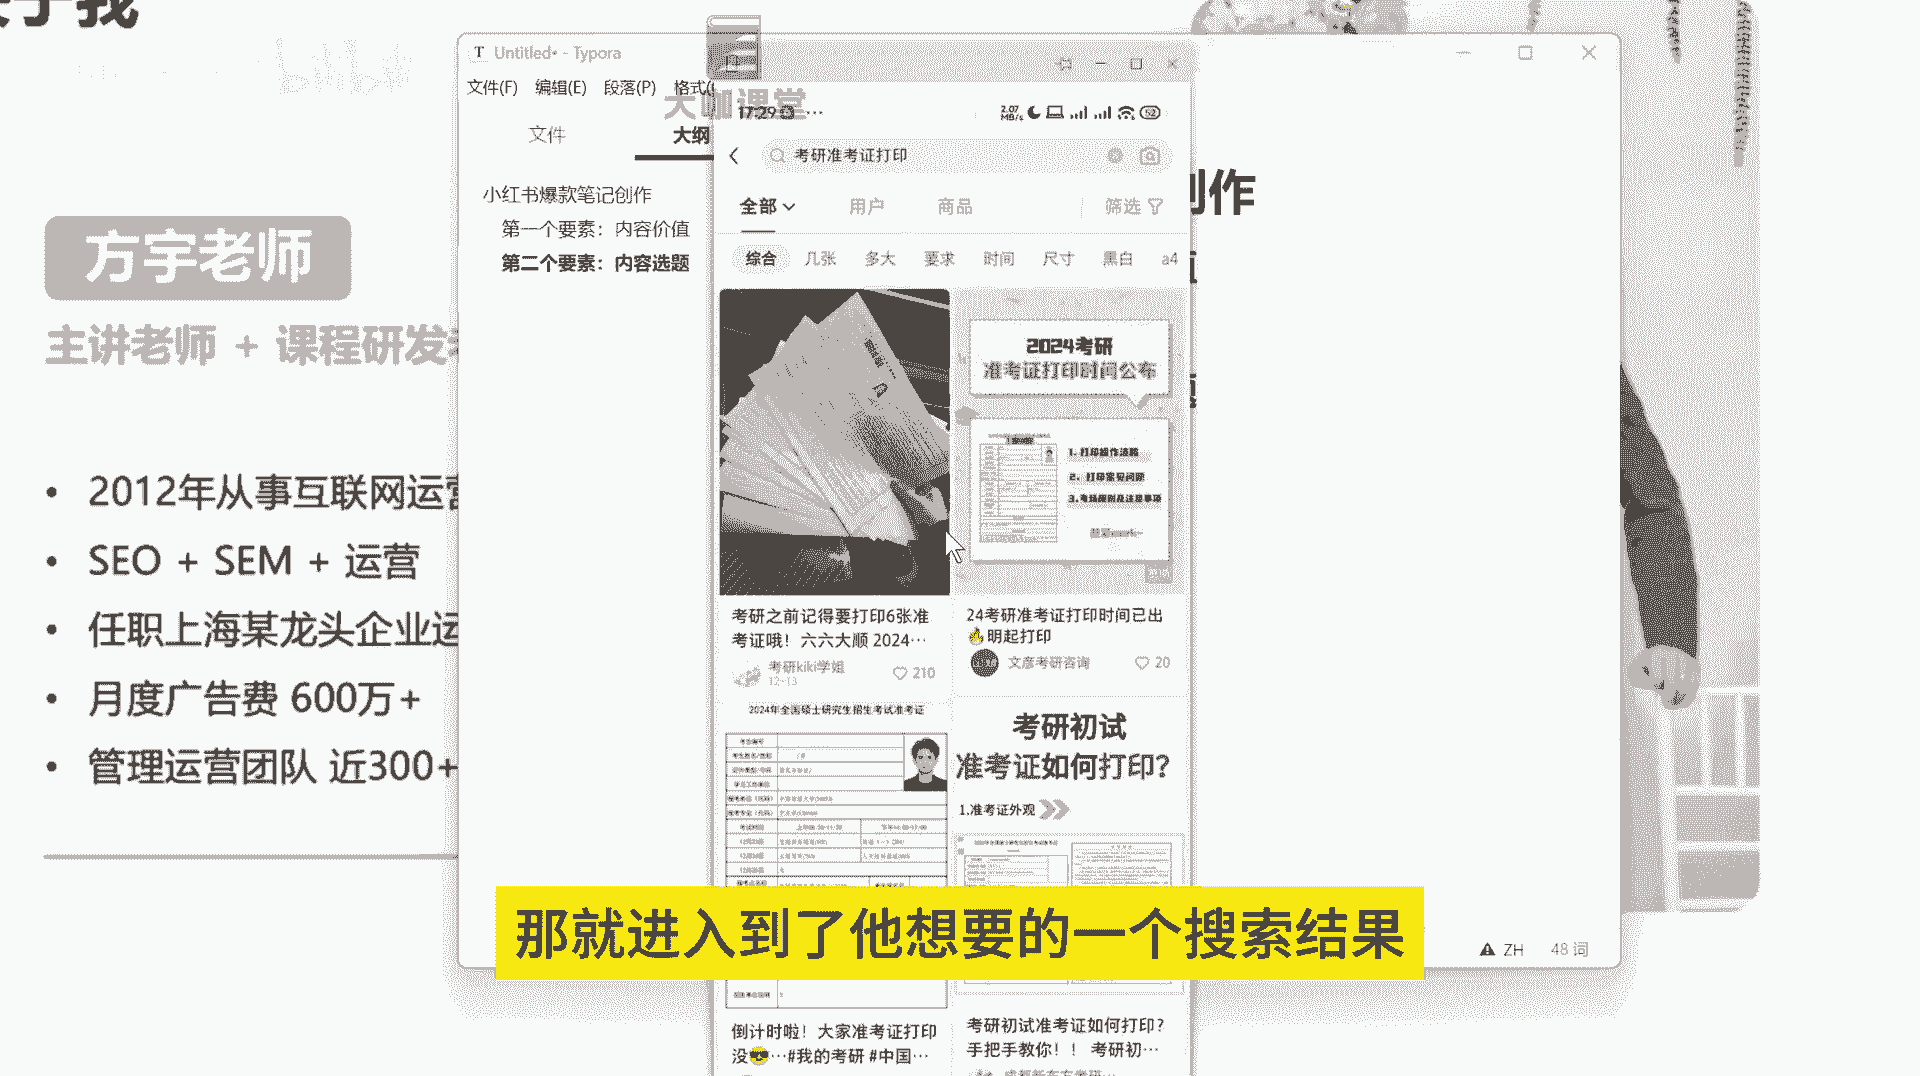 关于我
方宇老师
主讲老师 + 课程研发
2012年从事互联网运营
SEO + SEM + 运营
任职上海某龙头企业运
月度广告费 600万+
管理运营团队 近300+
Untitled• - Typora
文件(F) 编辑(E) 段落(P) 格式(
文件
大纲
小红书爆款笔记创作
第一个要素：内容价值
第二个要素：内容选题
创作
48 词
ZH
大咖课堂
17:29
2.07 MB/s
52
考研准考证打印
全部 用户 商品 筛选
综合 几张 多大 要求 时间 尺寸 黑白 a4
2024考研
准考证打印时间公布
1. 打印操作流程
2. 打印常见问题
3.考场规则及注意事项
考研之前记得要打印6张准
考证哦！六六大顺 2024…
考研kiki学姐
12-13
210
24考研准考证打印时间已出
🔥明起打印
文彦考研咨询
20
2024年全国硕士研究生招生考试准考证
考研初试
准考证如何打印？
1.准考证外观
倒计时啦！大家准考证打印
没😎…#我的考研 #中国…
考研初试准考证如何打印？
手把手教你！！ 考研初…
那就进入到了他想要的一个搜索结果